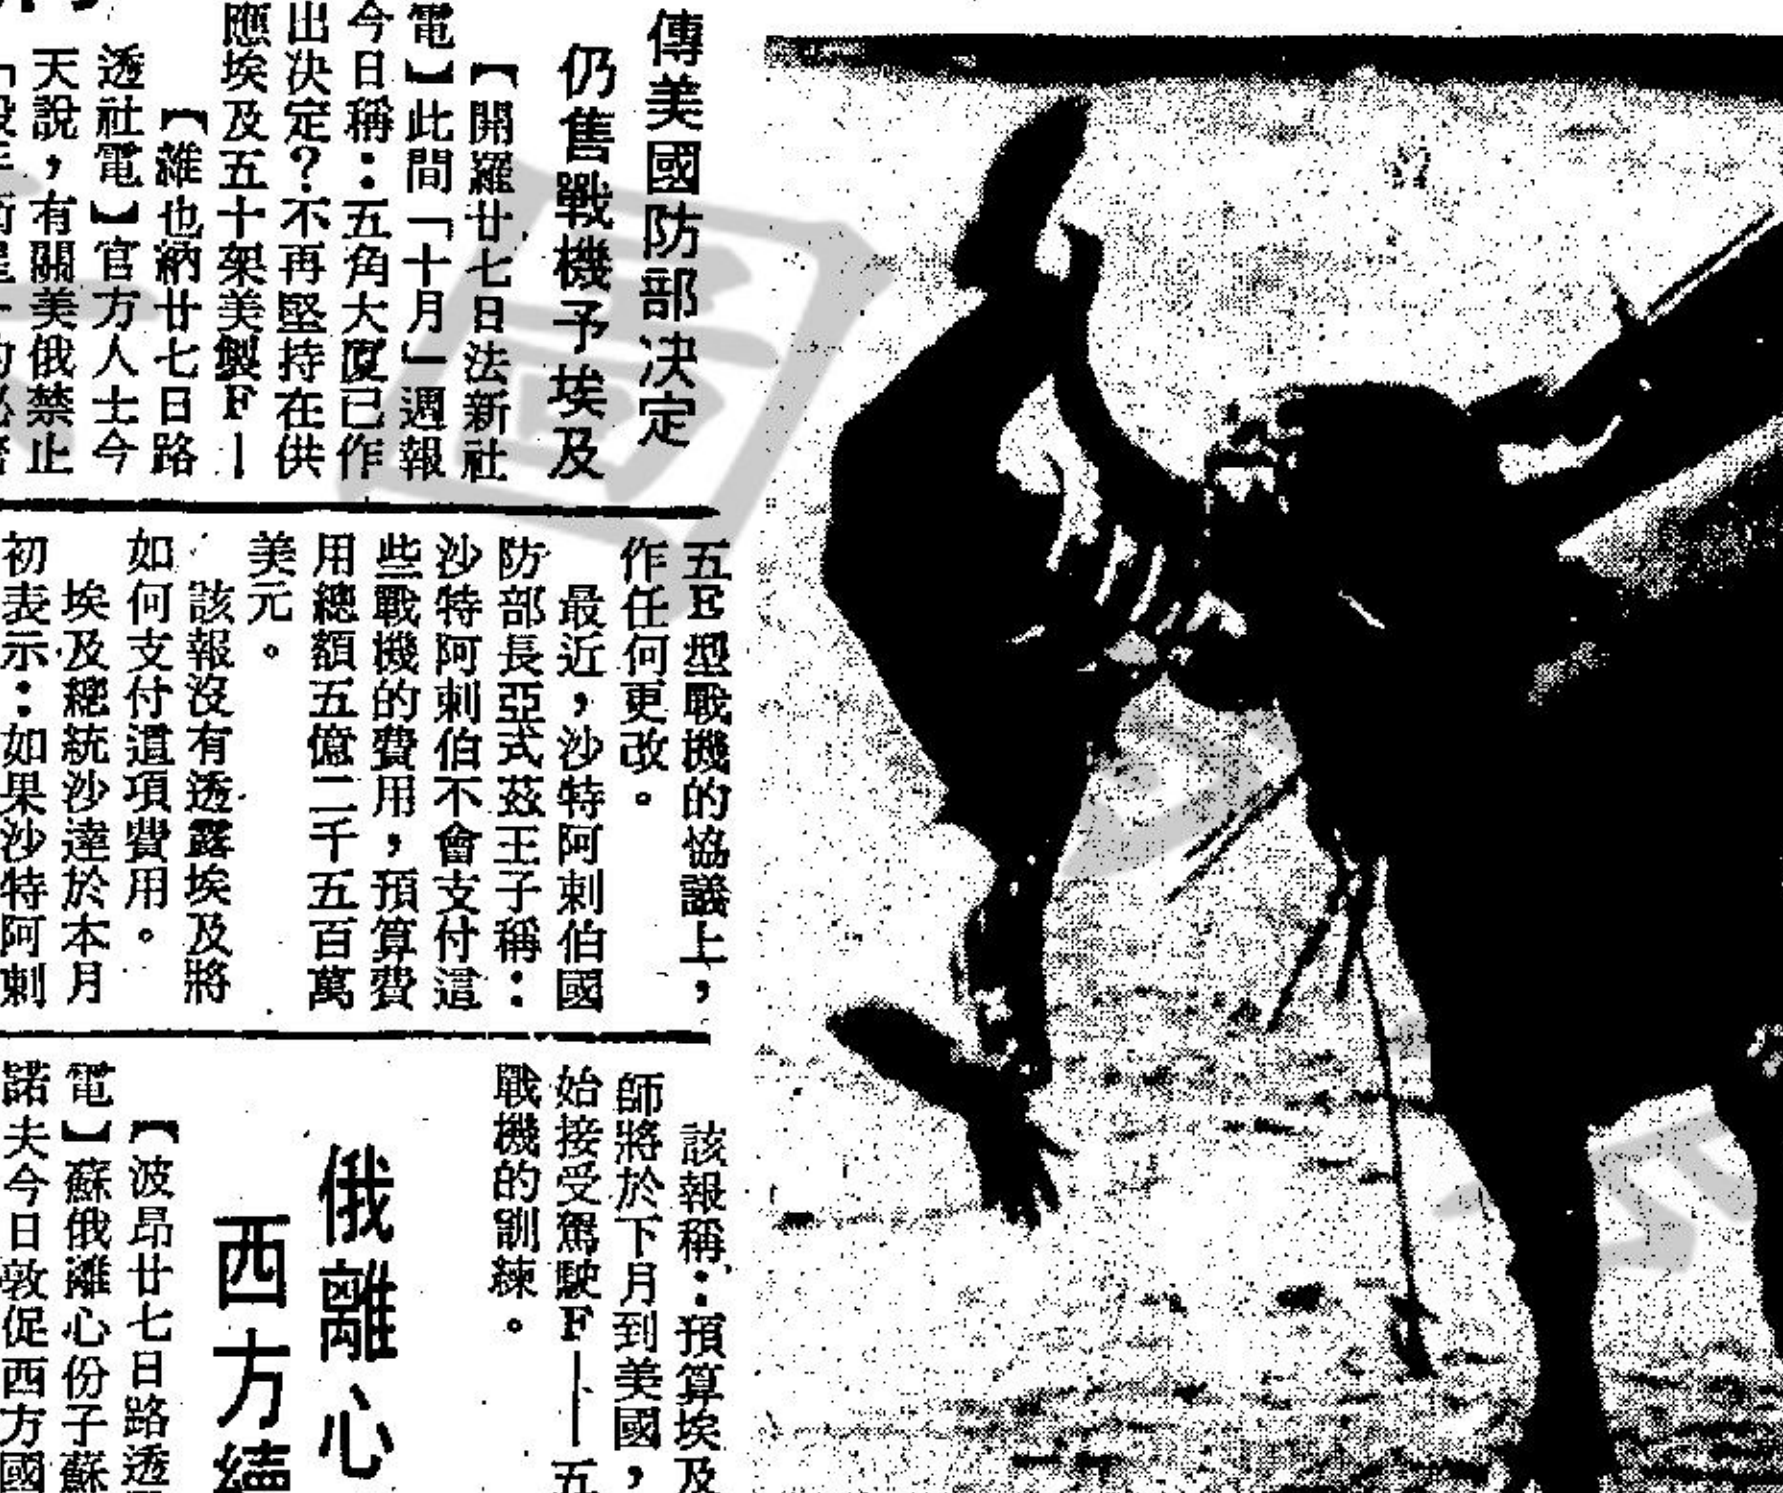 傳美國防部决定
仍售戰機予埃及
【開羅廿七日法新社
電】此間「十月」週報
今日稱：五角大廈已作
出决定？不再堅持在供
應埃及五十架美製F—
五E型戰機的協議上，
作任何更改。
最近，沙特阿刺伯國
防部長亞式茲王子稱：
沙特阿刺伯不會支付這
些戰機的費用，預算費
用總額五億二千五百萬
美元。
該報沒有透露埃及將
如何支付這項費用。
埃及總統沙達於本月
初表示：如果沙特阿刺
該報稱：預算埃及
師將於下月到美國，
始接受駕駛F—五
戰機的訓練。
【維也納廿七日路
透社電】官方人士今
天說，有關美俄禁止
俄離心
西方續
【波昂廿七日路透
電】蘇俄離心份子蘇
諾夫今日敦促西方國
圖